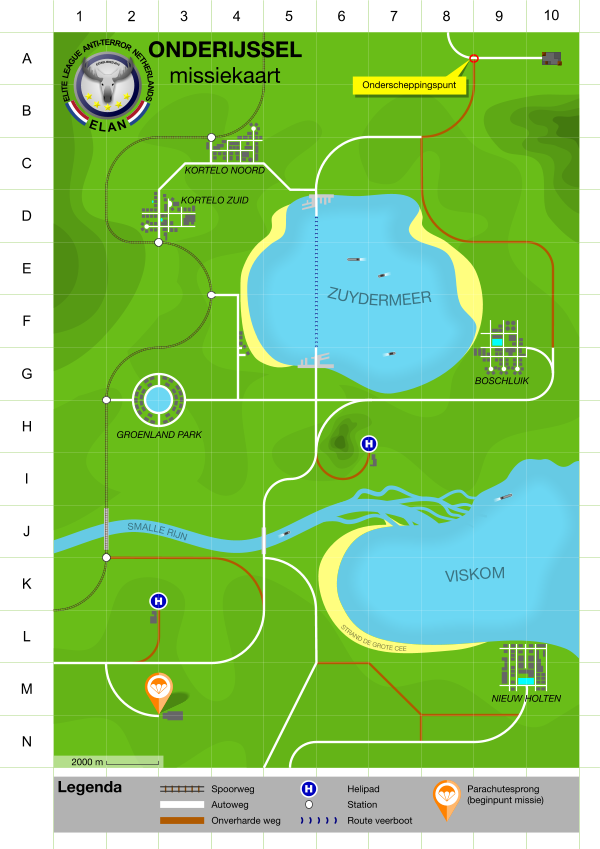 1 2 3 4 5 6 7 8 9 10
A
B
C
D
E
F
G
H
I
J
K
L
M
N
ELITE LEAGUE ANTI-TERROR NETHERLANDS
ELAN
ONDERIJSSEL
missiekaart
Onderscheppingspunt
KORTELO NOORD
KORTELO ZUID
ZUYDERMEER
BOSCHLUIK
GROENLAND PARK
H
SMALLE RIJN
VISKOM
H
STRAND DE GROTE CEE
NIEUW HOLTEN
2000 m
Legenda
Spoorweg
Autoweg
Onverharde weg
H Helipad
Station
Route veerboot
Parachutesprong
(beginpunt missie)